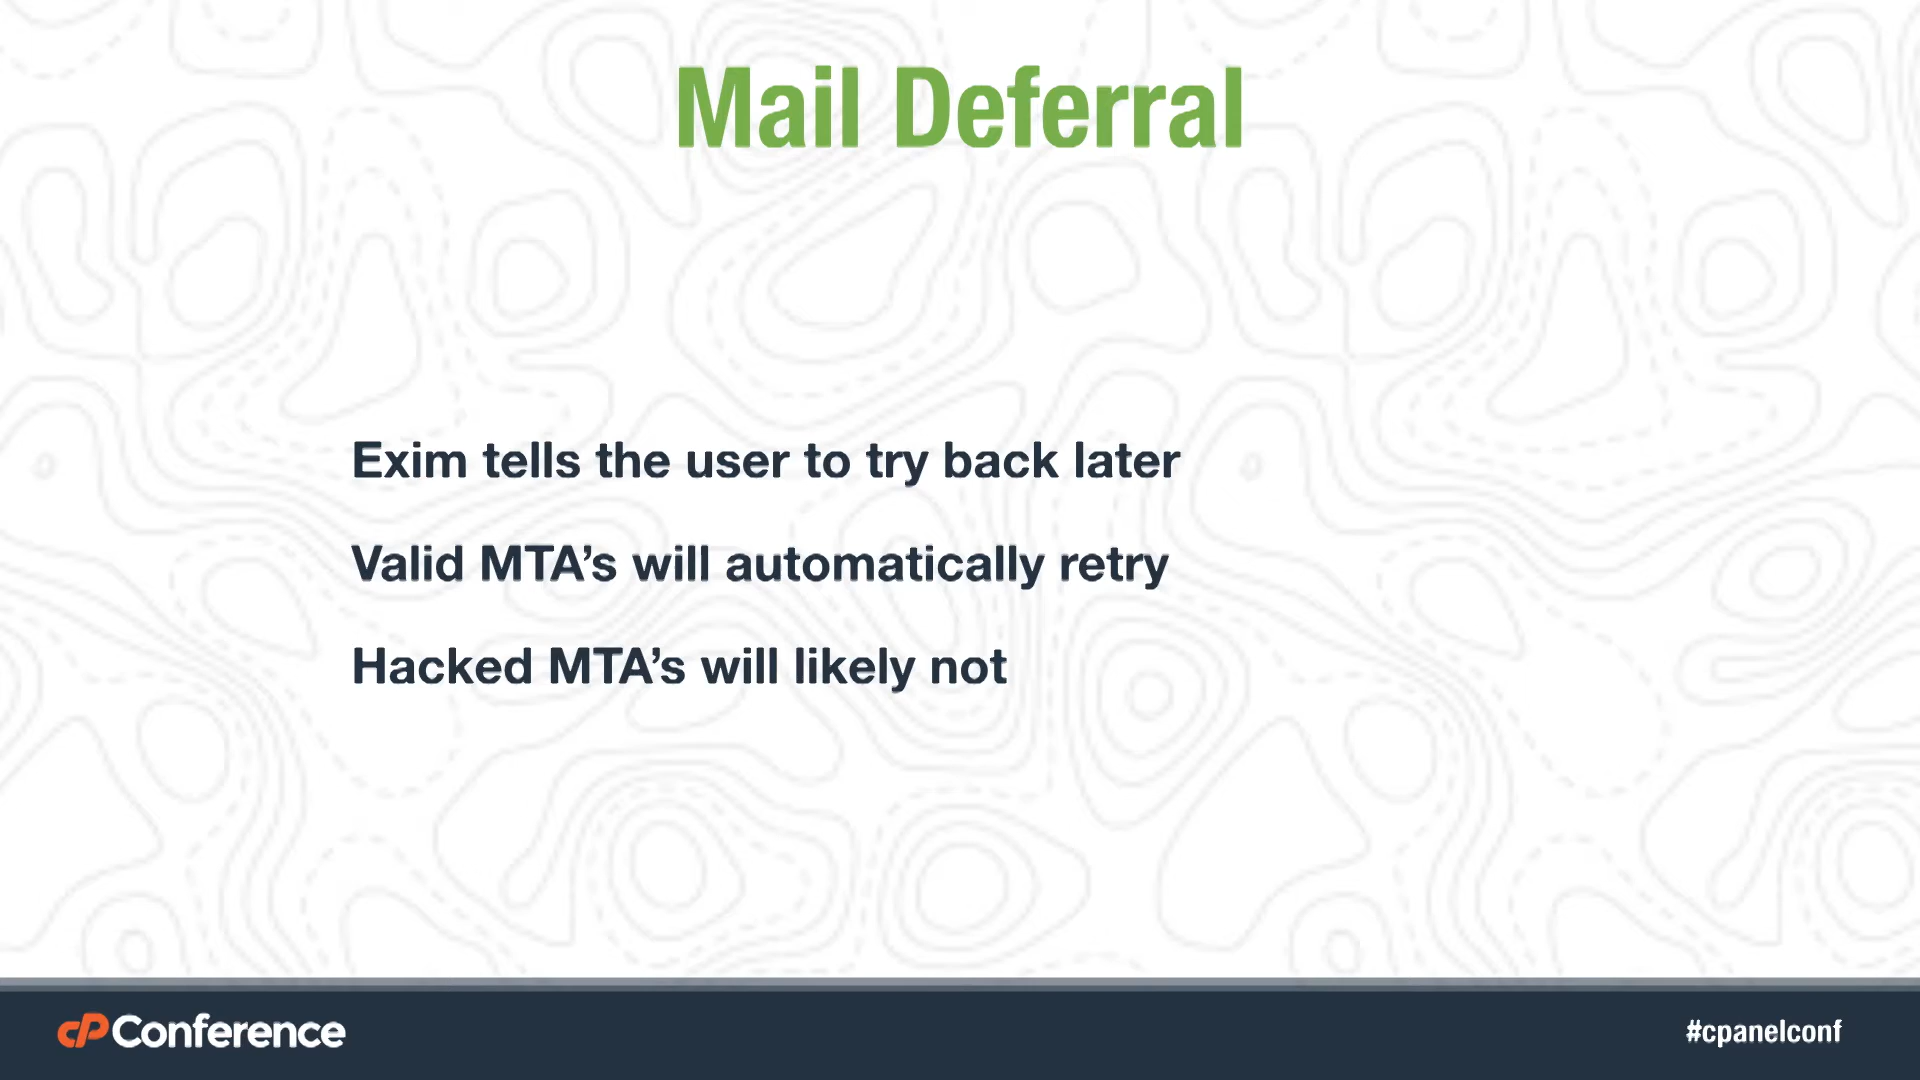 Mail Deferral
Exim tells the user to try back later
Valid MTA’s will automatically retry
Hacked MTA’s will likely not
cPConference
#cpanelconf